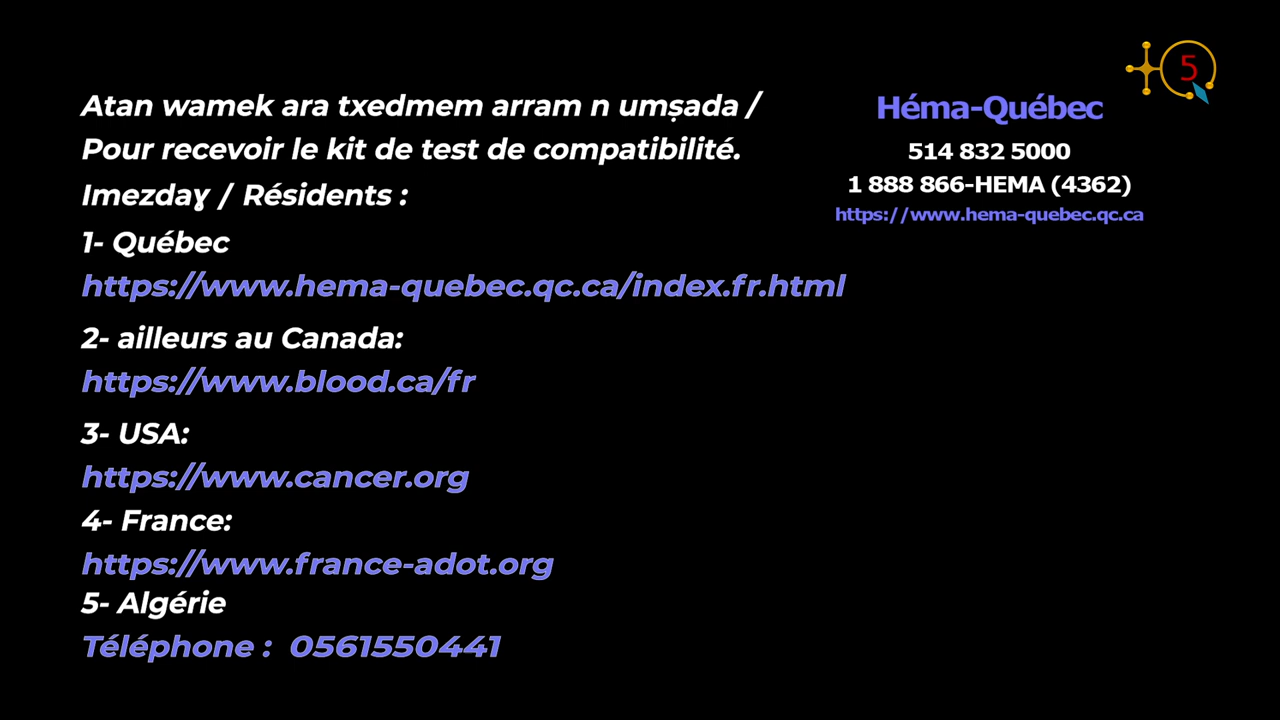 Atan wamek ara txedmem arram n umṣada /
Pour recevoir le kit de test de compatibilité.
Imezdaɣ / Résidents :
1- Québec
https://www.hema-quebec.qc.ca/index.fr.html
2- ailleurs au Canada:
https://www.blood.ca/fr
3- USA:
https://www.cancer.org
4- France:
https://www.france-adot.org
5- Algérie
Téléphone : 0561550441
Héma-Québec
514 832 5000
1 888 866-HEMA (4362)
https://www.hema-quebec.qc.ca
5